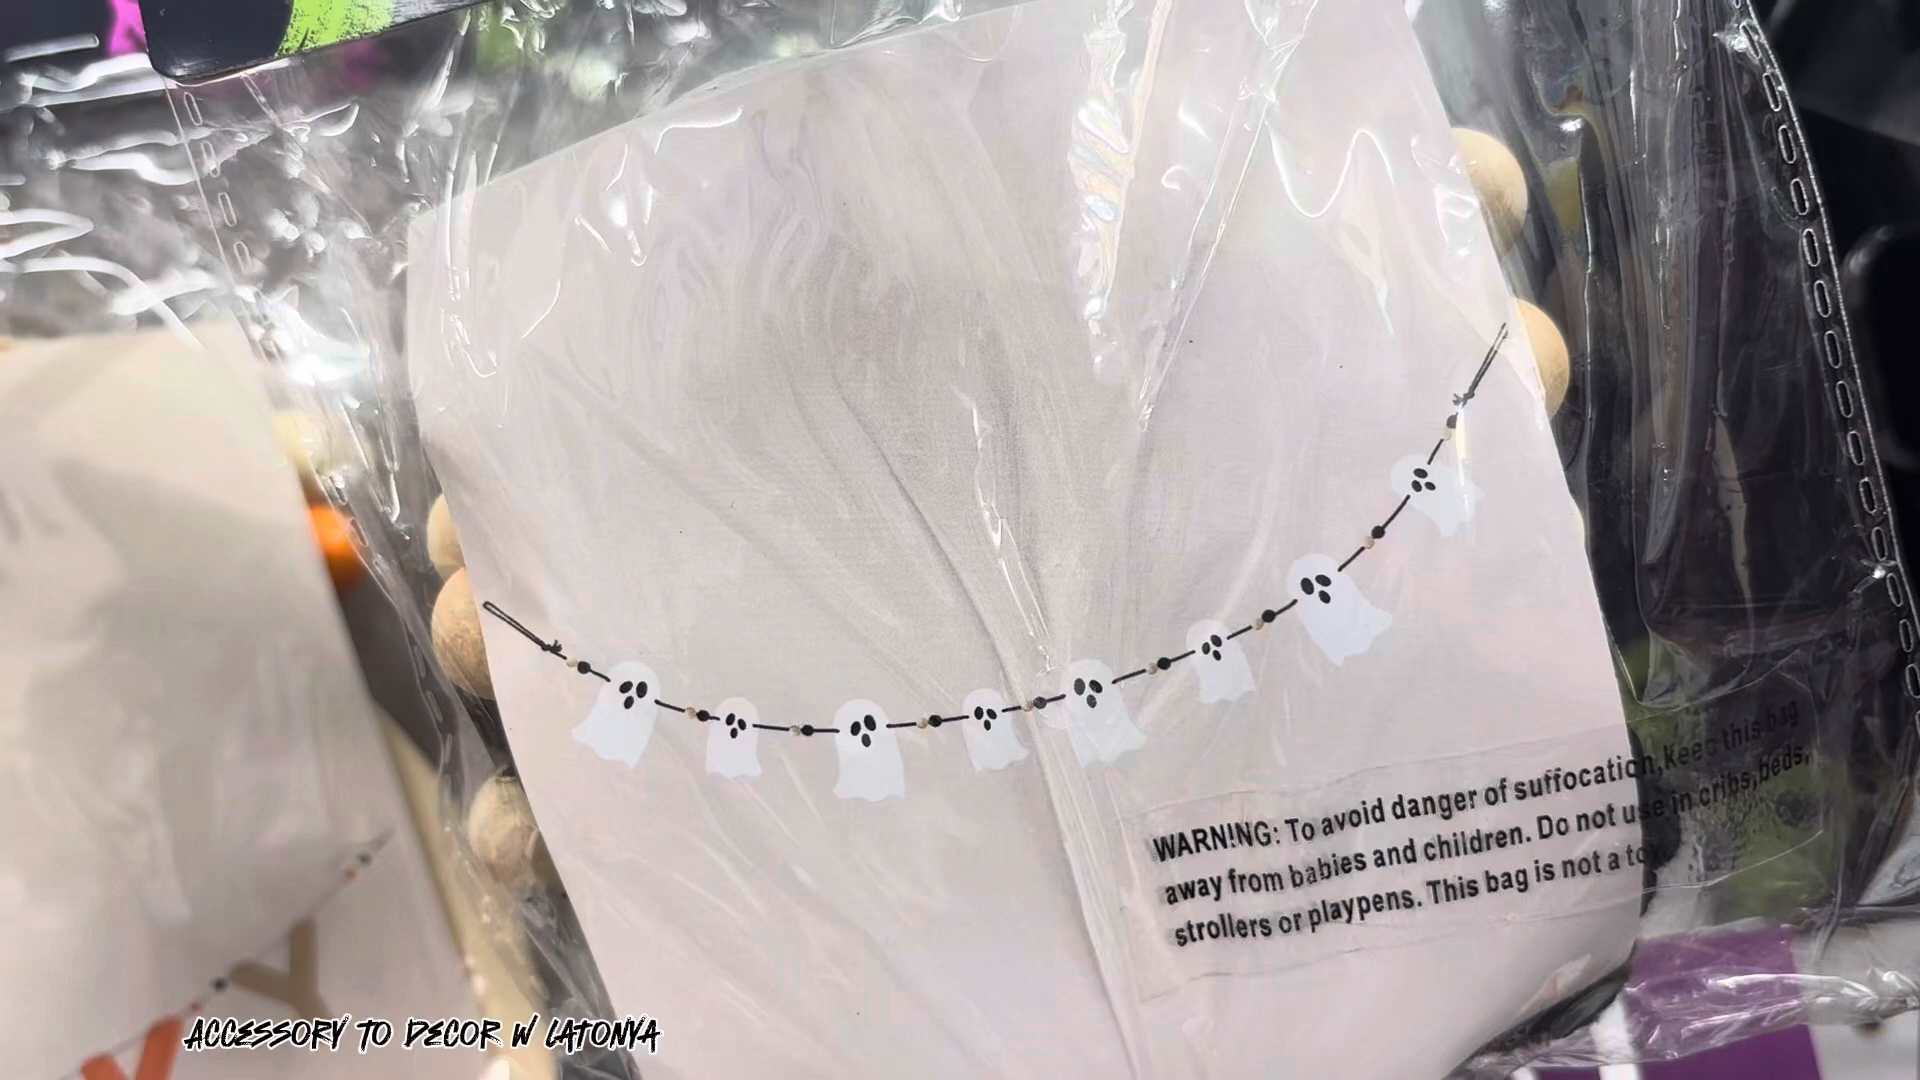 WARNING: To avoid danger of suffocation,keep this bag
away from babies and children. Do not use in cribs,beds,
strollers or playpens. This bag is not a toy.
ACCESSORY TO DECOR W LATONYA